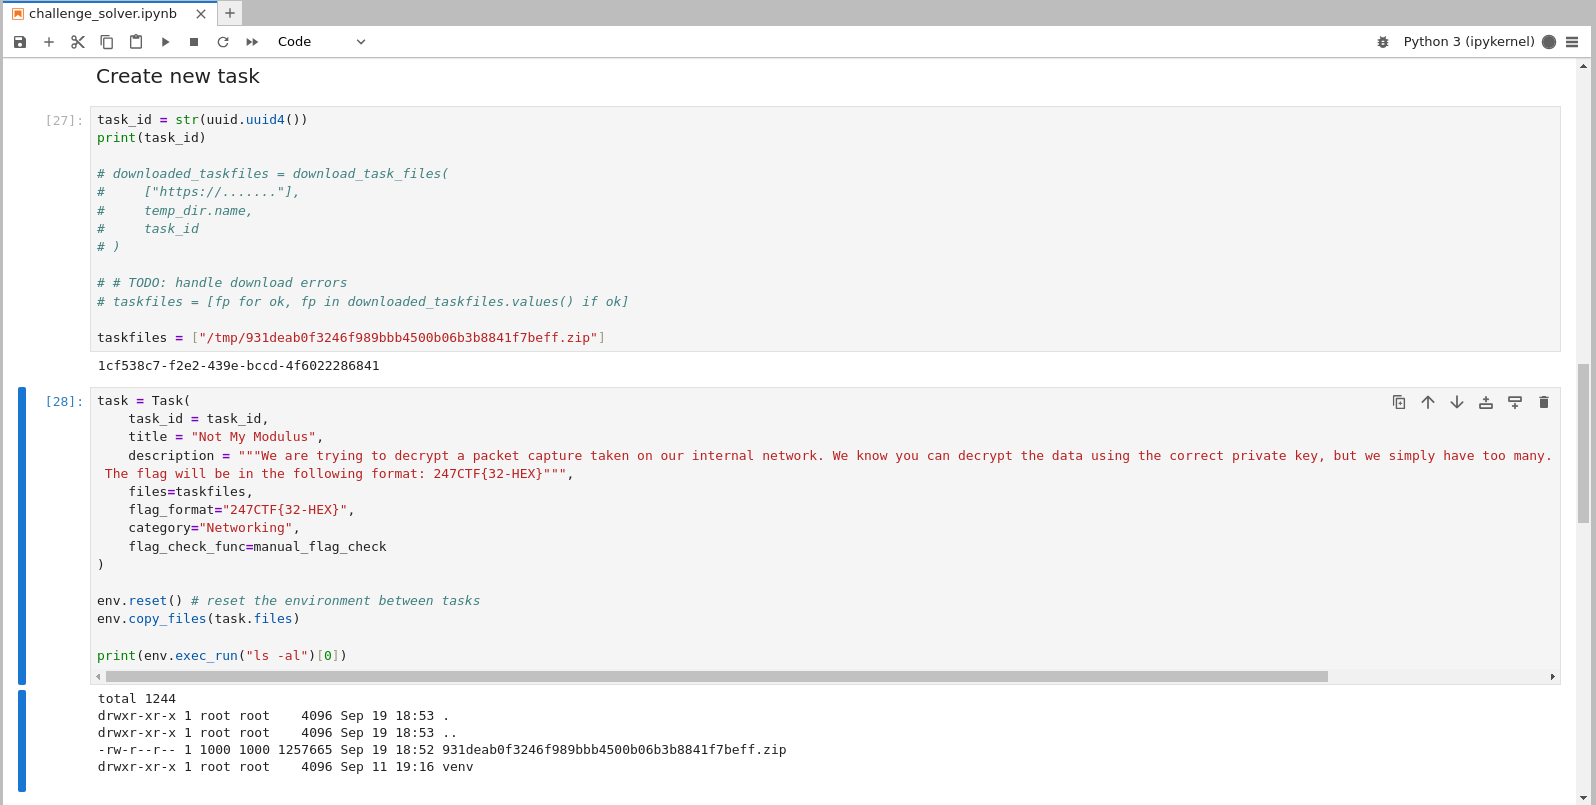 challenge_solver.ipynb
Code
Python 3 (ipykernel)
Create new task
[27]:
task_id = str(uuid.uuid4())
print(task_id)
# downloaded_taskfiles = download_task_files(
#     ["https://......."],
#     temp_dir.name,
#     task_id
# )
# # TODO: handle download errors
# taskfiles = [fp for ok, fp in downloaded_taskfiles.values() if ok]
taskfiles = ["/tmp/931deab0f3246f989bbb4500b06b3b8841f7beff.zip"]
1cf538c7-f2e2-439e-bccd-4f6022286841
[28]:
task = Task(
    task_id = task_id,
    title = "Not My Modulus",
    description = """We are trying to decrypt a packet capture taken on our internal network. We know you can decrypt the data using the correct private key, but we simply have too many.
 The flag will be in the following format: 247CTF{32-HEX}""",
    files=taskfiles,
    flag_format="247CTF{32-HEX}",
    category="Networking",
    flag_check_func=manual_flag_check
)
env.reset() # reset the environment between tasks
env.copy_files(task.files)
print(env.exec_run("ls -al")[0])
total 1244
drwxr-xr-x 1 root root    4096 Sep 19 18:53 .
drwxr-xr-x 1 root root    4096 Sep 19 18:53 ..
-rw-r--r-- 1 1000 1000 1257665 Sep 19 18:52 931deab0f3246f989bbb4500b06b3b8841f7beff.zip
drwxr-xr-x 1 root root    4096 Sep 11 19:16 venv